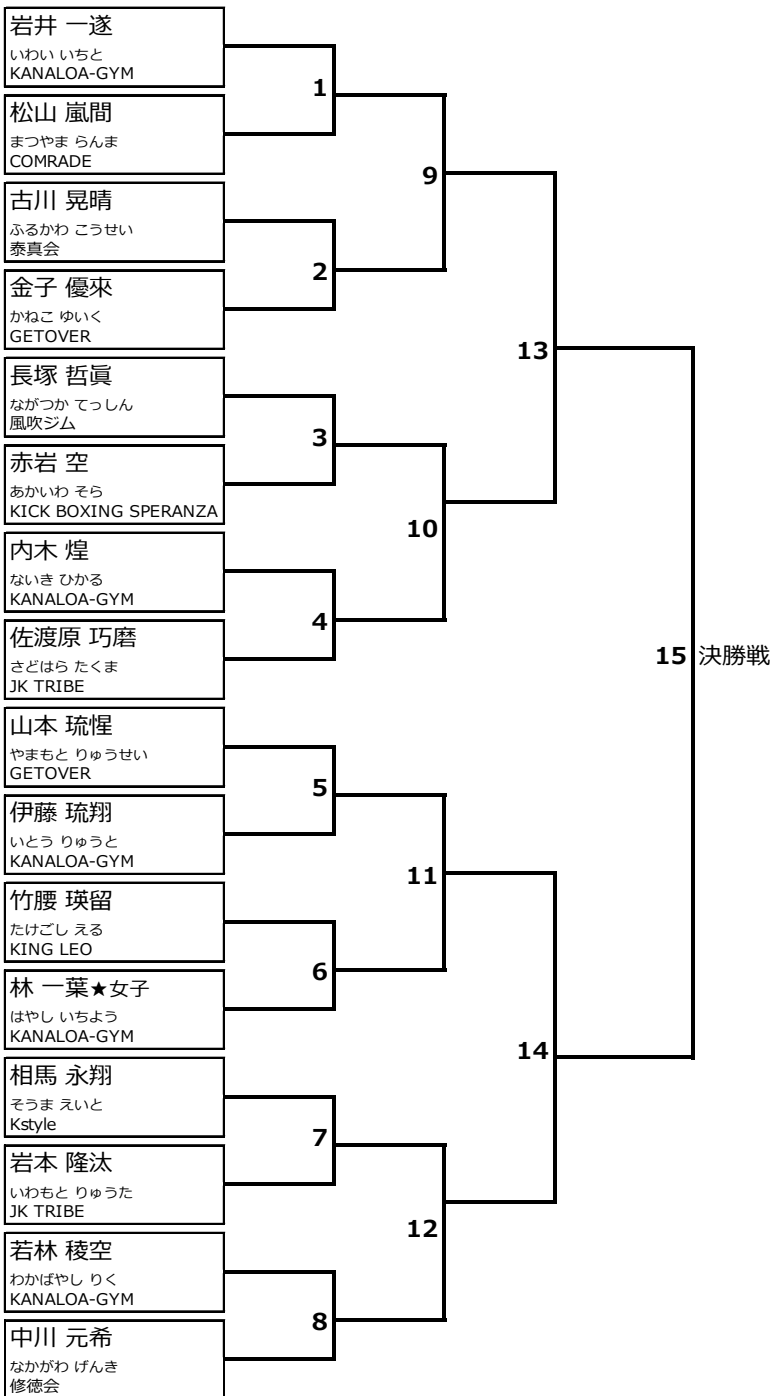 岩井 一遂
いわい いちと
KANALOA-GYM
1
松山 嵐間
まつやま らんま
COMRADE
9
古川 晃晴
ふるかわ こうせい
泰真会
2
金子 優來
かねこ ゆいく
GETOVER
13
長塚 哲眞
ながつか てっしん
風吹ジム
3
赤岩 空
あかいわ そら
KICK BOXING SPERANZA
10
内木 煌
ないき ひかる
KANALOA-GYM
4
佐渡原 巧磨
さどはら たくま
JK TRIBE
15 決勝戦
山本 琉惺
やまもと りゅうせい
GETOVER
5
伊藤 琉翔
いとう りゅうと
KANALOA-GYM
11
竹腰 瑛留
たけごし える
KING LEO
6
林 一葉★女子
はやし いちよう
KANALOA-GYM
14
相馬 永翔
そうま えいと
Kstyle
7
岩本 隆汰
いわもと りゅうた
JK TRIBE
12
若林 稜空
わかばやし りく
KANALOA-GYM
8
中川 元希
なかがわ げんき
修徳会